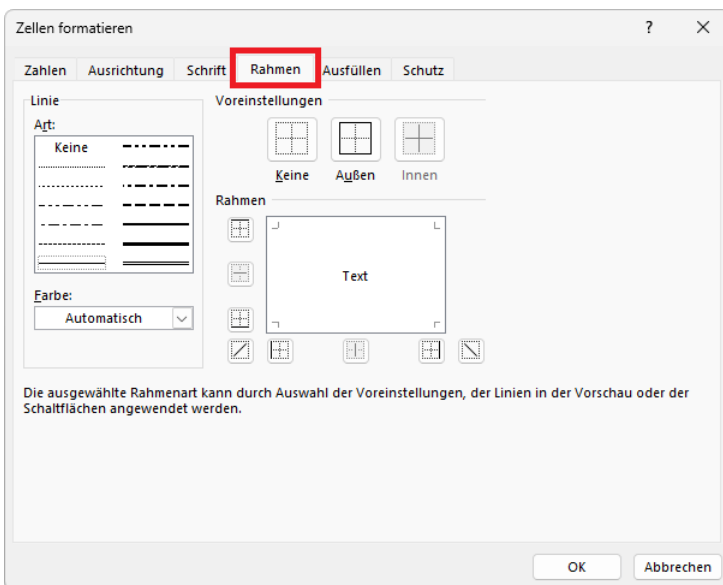 Zellen formatieren
?
Zahlen Ausrichtung Schrift Rahmen Ausfüllen Schutz
Linie
Art:
Keine
Farbe:
Automatisch
Voreinstellungen
Keine Außen Innen
Rahmen
Text
Die ausgewählte Rahmenart kann durch Auswahl der Voreinstellungen, der Linien in der Vorschau oder der
Schaltflächen angewendet werden.
OK Abbrechen